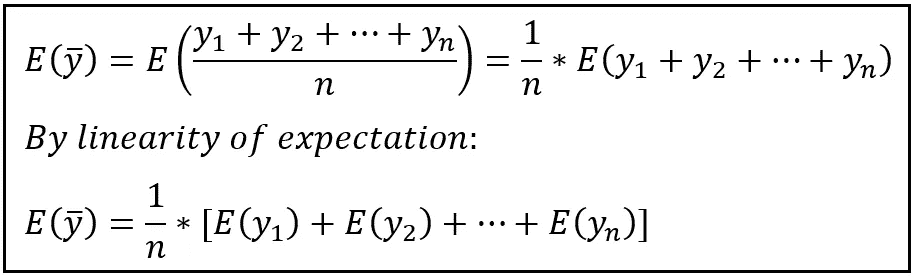 E(ȳ) = E((y₁ + y₂ + ⋯ + yₙ)/n) = 1/n * E(y₁ + y₂ + ⋯ + yₙ)
By linearity of expectation:
E(ȳ) = 1/n * [E(y₁) + E(y₂) + ⋯ + E(yₙ)]